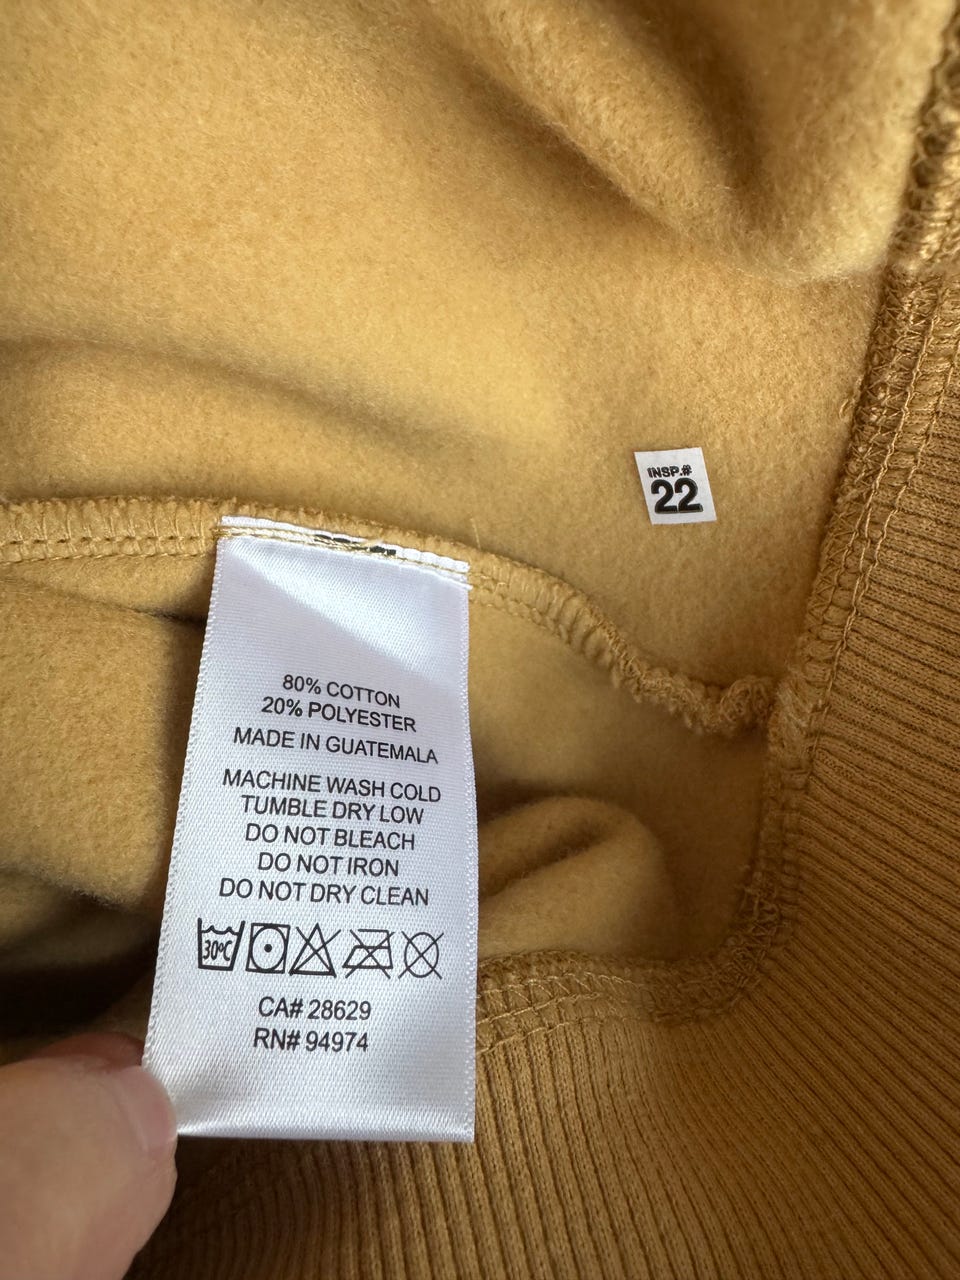 INSP.#
22
80% COTTON
20% POLYESTER
MADE IN GUATEMALA
MACHINE WASH COLD
TUMBLE DRY LOW
DO NOT BLEACH
DO NOT IRON
DO NOT DRY CLEAN
30°C
CA# 28629
RN# 94974